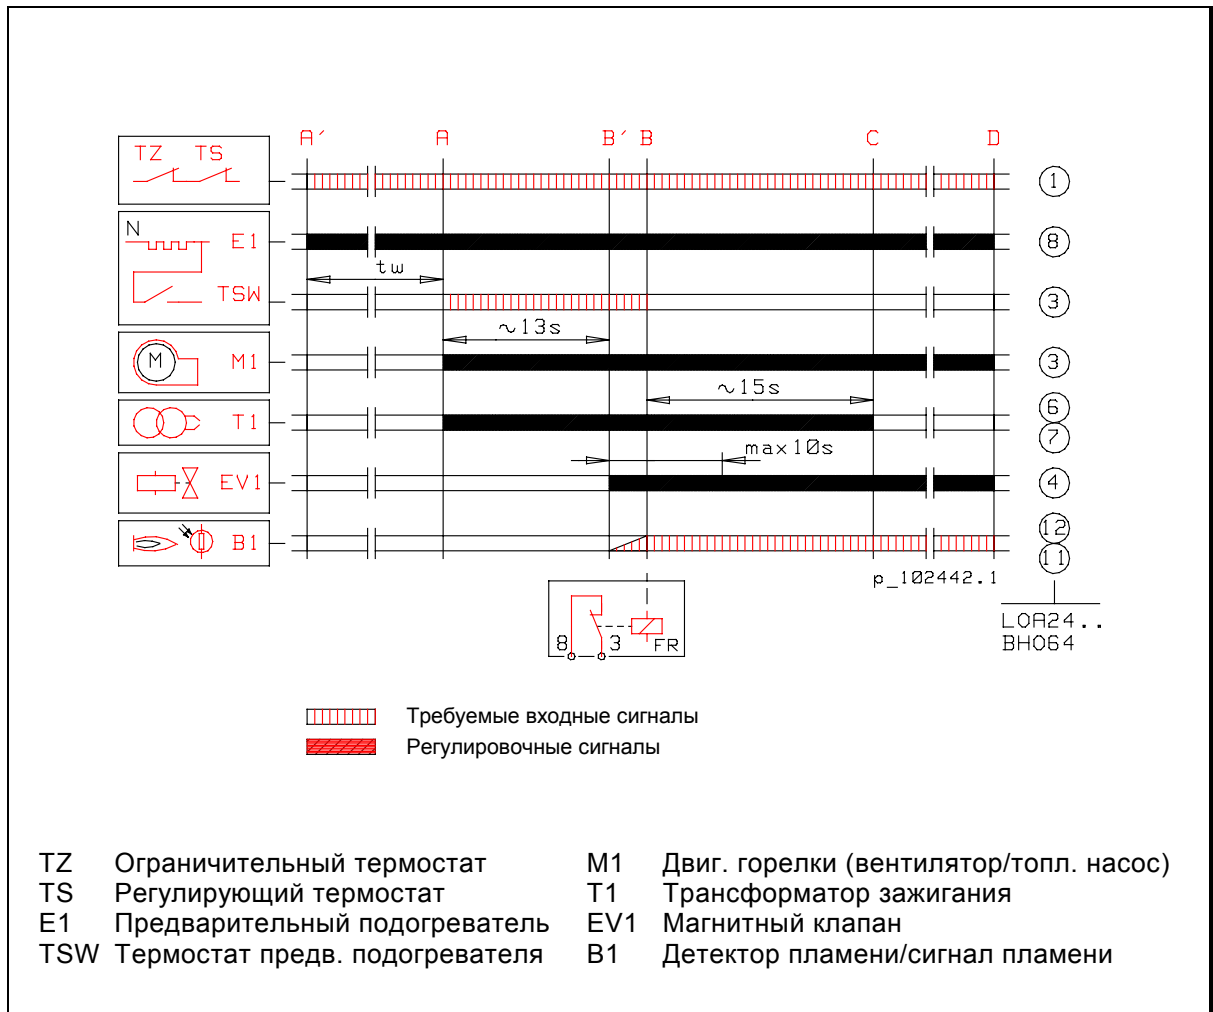 A´ A B´ B C D
TZ TS
1
N
E1
8
tw
TSW
3
~13s
M
M1
3
~15s
6
T1
7
max10s
EV1
4
12
B1
11
p_102442.1
8 3 FR
LOA24..
BHO64
Требуемые входные сигналы
Регулировочные сигналы
TZ Ограничительный термостат
TS Регулирующий термостат
E1 Предварительный подогреватель
TSW Термостат предв. подогревателя
M1 Двиг. горелки (вентилятор/топл. насос)
T1 Трансформатор зажигания
EV1 Магнитный клапан
B1 Детектор пламени/сигнал пламени